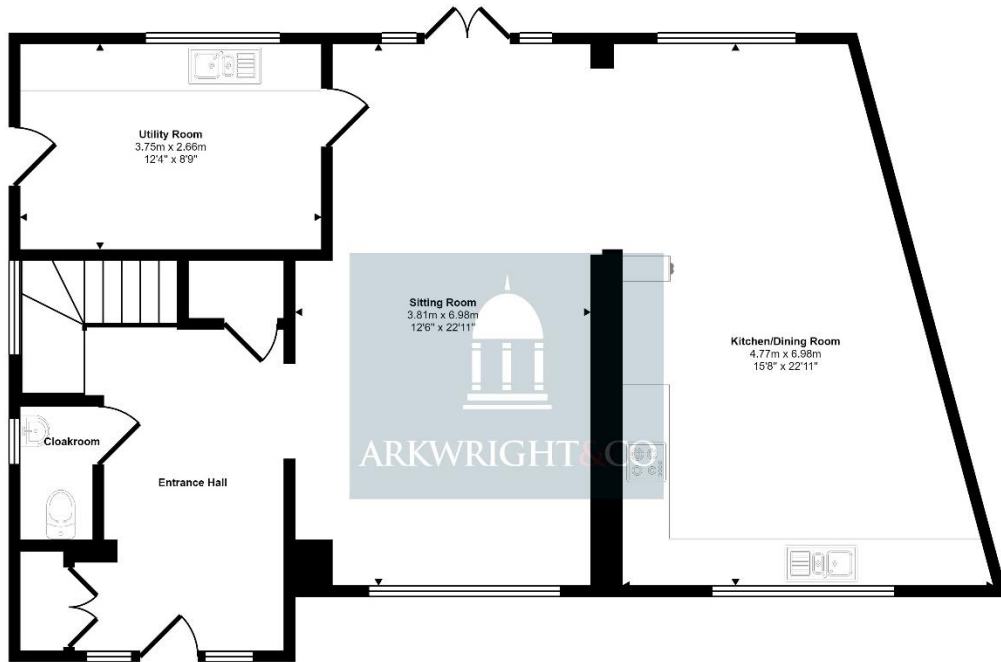 Utility Room
3.75m x 2.66m
12'4" x 8'9"
Sitting Room
3.81m x 6.98m
12'6" x 22'11"
Kitchen/Dining Room
4.77m x 6.98m
15'8" x 22'11"
Cloakroom
ARKWRIGHT&CO
Entrance Hall